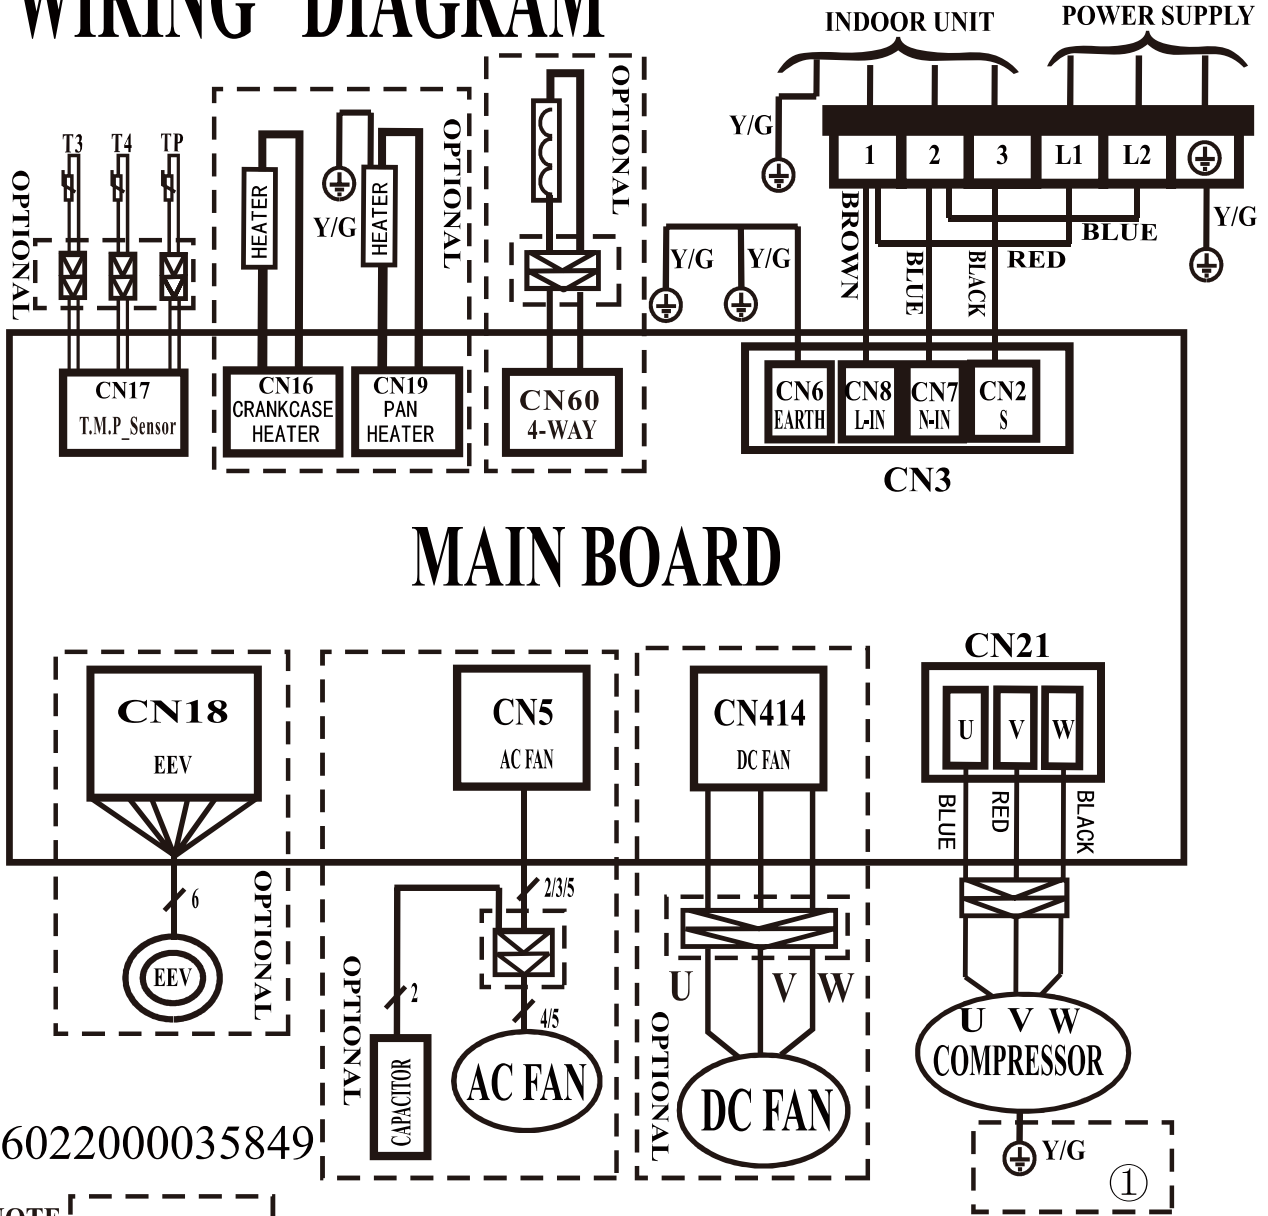 WIRING DIAGRAM
INDOOR UNIT
POWER SUPPLY
T3
T4
TP
OPTIONAL
HEATER
Y/G
HEATER
OPTIONAL
OPTIONAL
Y/G
1
2
3
L1
L2
Y/G
Y/G
Y/G
BROWN
BLUE
BLACK
RED
BLUE
CN17
T.M.P_Sensor
CN16
CRANKCASE
HEATER
CN19
PAN
HEATER
CN60
4-WAY
CN6
EARTH
CN8
L-IN
CN7
N-IN
CN2
S
CN3
MAIN BOARD
CN18
EEV
6
EEV
OPTIONAL
CN5
AC FAN
2/3/5
2
4/5
OPTIONAL
CAPACITOR
AC FAN
CN414
DC FAN
U
V
W
OPTIONAL
DC FAN
CN21
U
V
W
BLUE
RED
BLACK
U V W
COMPRESSOR
Y/G
①
6022000035849